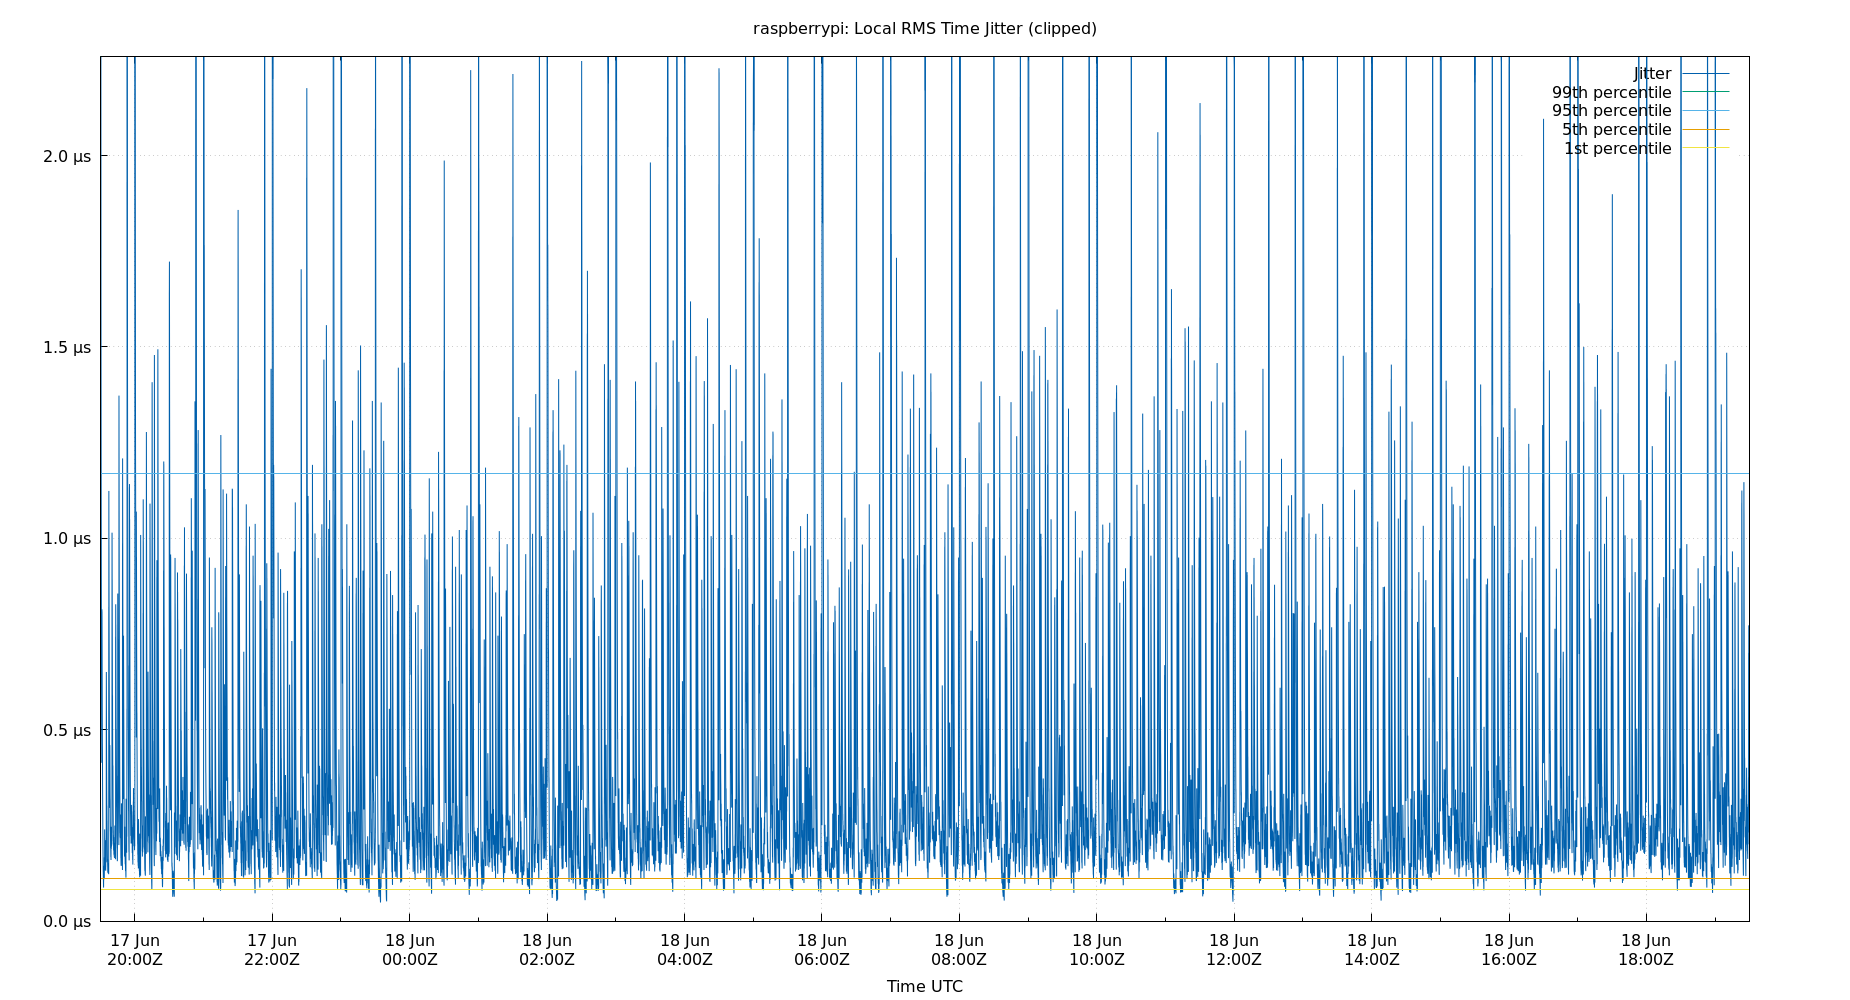 raspberrypi: Local RMS Time Jitter (clipped)
Jitter
99th percentile
95th percentile
5th percentile
1st percentile
2.0 µs
1.5 µs
1.0 µs
0.5 µs
0.0 µs
17 Jun 17 Jun 18 Jun 18 Jun 18 Jun 18 Jun 18 Jun 18 Jun 18 Jun 18 Jun 18 Jun 18 Jun
20:00Z 22:00Z 00:00Z 02:00Z 04:00Z 06:00Z 08:00Z 10:00Z 12:00Z 14:00Z 16:00Z 18:00Z
Time UTC